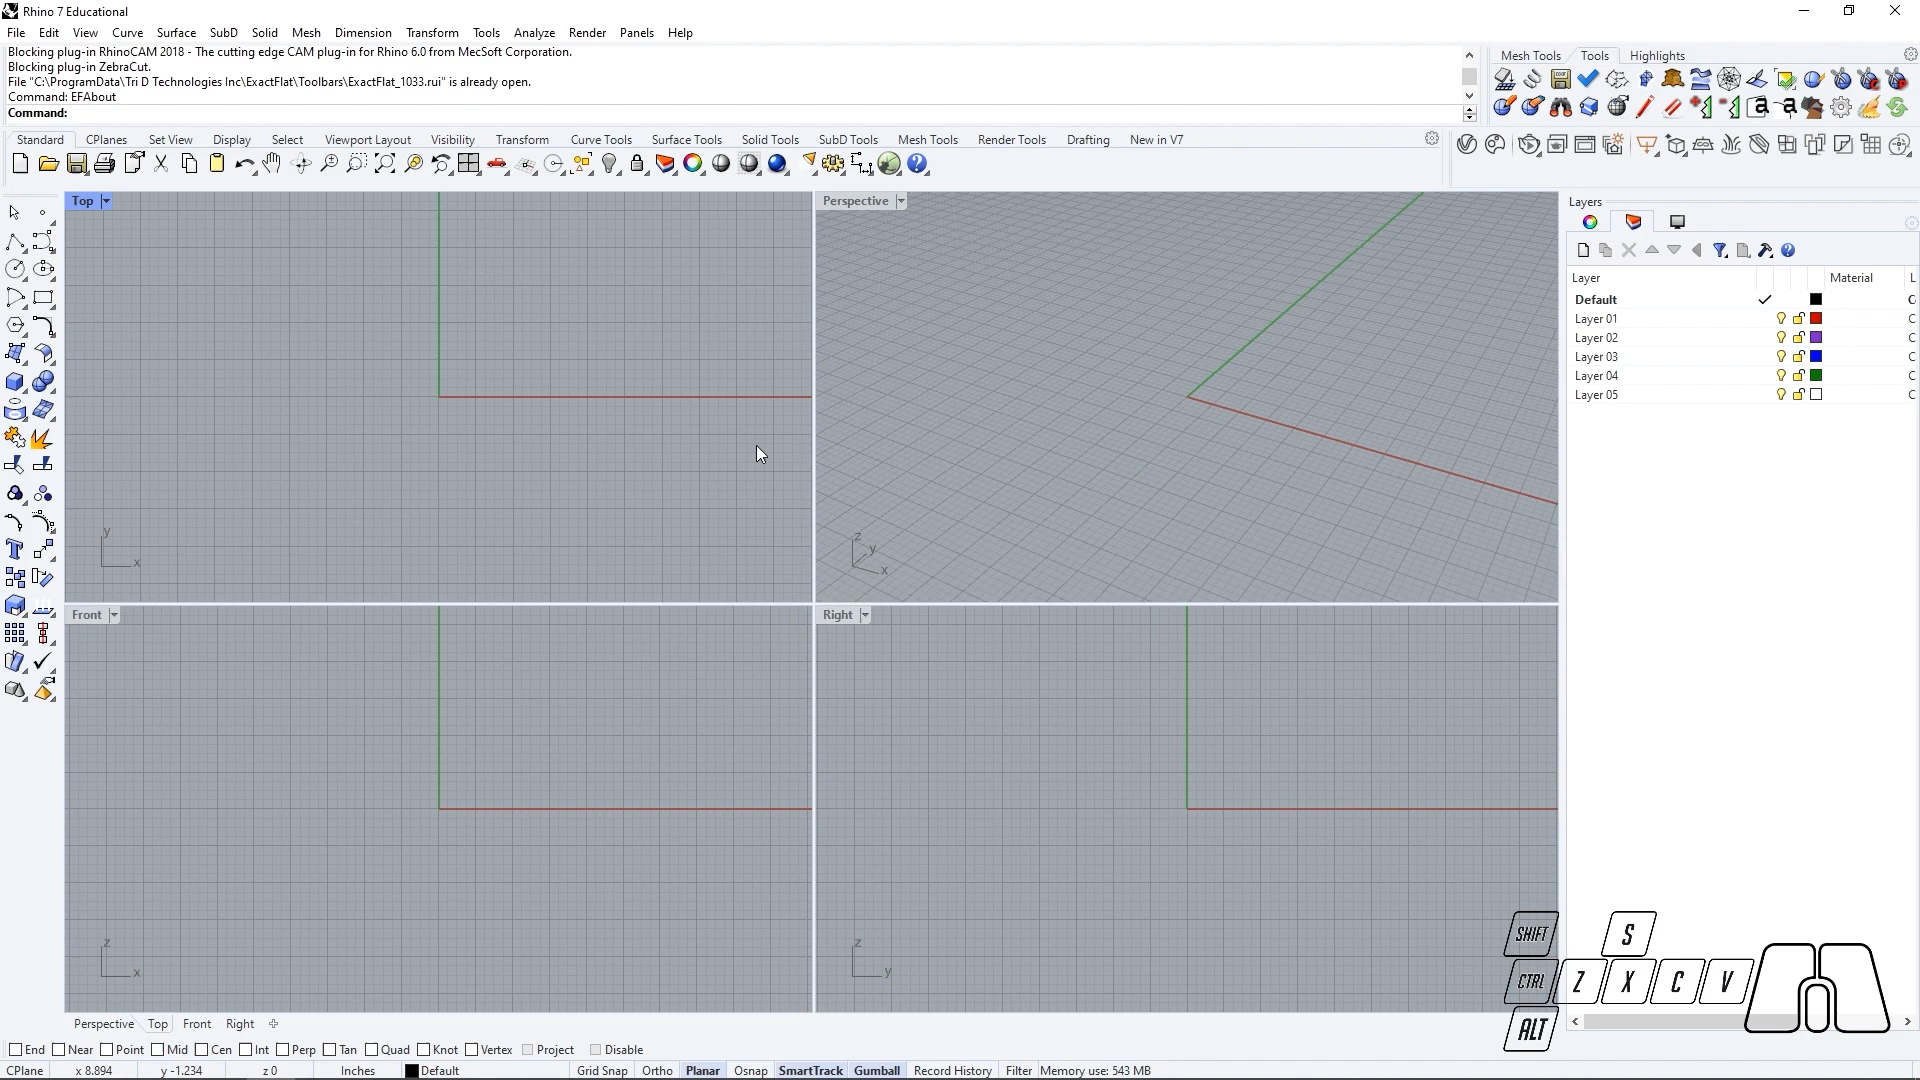 Rhino 7 Educational
File Edit View Curve Surface SubD Solid Mesh Dimension Transform Tools Analyze Render Panels Help
Blocking plug-in RhinoCAM 2018 - The cutting edge CAM plug-in for Rhino 6.0 from MecSoft Corporation.
Blocking plug-in ZebraCut.
File "C:\ProgramData\Tri D Technologies Inc\ExactFlat\Toolbars\ExactFlat_1033.rui" is already open.
Command: EFAbout
Command:
Mesh Tools Tools Highlights
Standard CPlanes Set View Display Select Viewport Layout Visibility Transform Curve Tools Surface Tools Solid Tools SubD Tools Mesh Tools Render Tools Drafting New in V7
Top
Perspective
Layers
Layer Material L
Default C
Layer 01 C
Layer 02 C
Layer 03 C
Layer 04 C
Layer 05 C
y
x
z
y
x
Front
Right
z
x
z
y
SHIFT S
CTRL Z X C V
ALT
Perspective Top Front Right
End Near Point Mid Cen Int Perp Tan Quad Knot Vertex Project Disable
CPlane x 8.894 y -1.234 z 0 Inches Default Grid Snap Ortho Planar Osnap SmartTrack Gumball Record History Filter Memory use: 543 MB